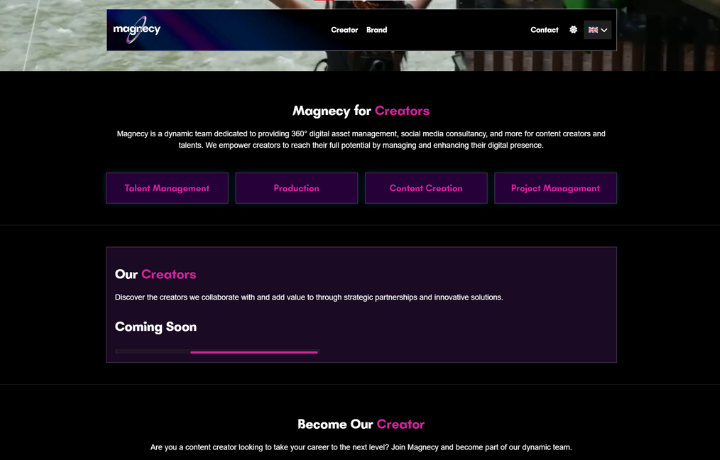 magnecy
Creator Brand Contact
Magnecy for Creators
Magnecy is a dynamic team dedicated to providing 360° digital asset management, social media consultancy, and more for content creators and
talents. We empower creators to reach their full potential by managing and enhancing their digital presence.
Talent Management
Production
Content Creation
Project Management
Our Creators
Discover the creators we collaborate with and add value to through strategic partnerships and innovative solutions.
Coming Soon
Become Our Creator
Are you a content creator looking to take your career to the next level? Join Magnecy and become part of our dynamic team.